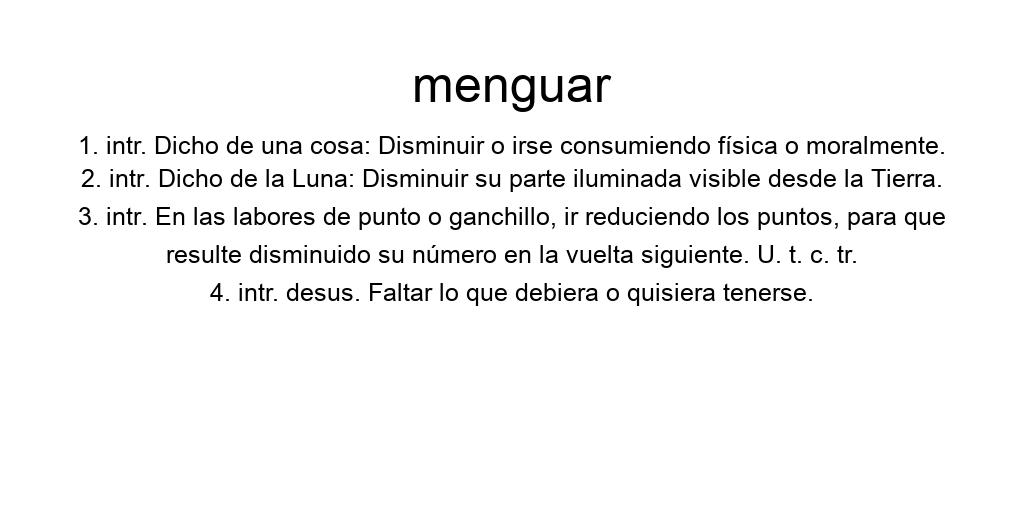 menguar
1. intr. Dicho de una cosa: Disminuir o irse consumiendo física o moralmente.
2. intr. Dicho de la Luna: Disminuir su parte iluminada visible desde la Tierra.
3. intr. En las labores de punto o ganchillo, ir reduciendo los puntos, para que
resulte disminuido su número en la vuelta siguiente. U. t. c. tr.
4. intr. desus. Faltar lo que debiera o quisiera tenerse.